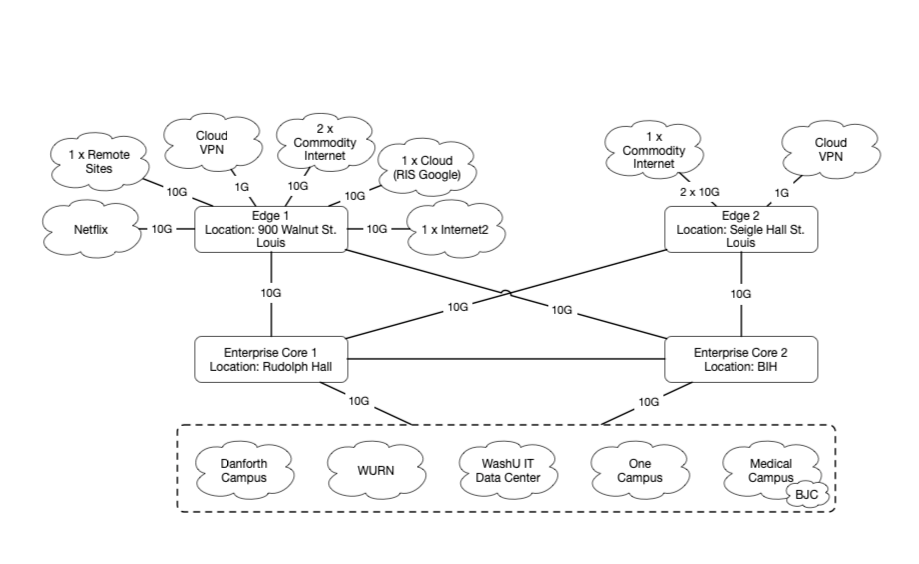 Cloud
VPN
2 x
Commodity
Internet
1 x Remote
Sites
1 x Cloud
(RIS Google)
1 x
Commodity
Internet
Cloud
VPN
10G
1G
10G
10G
2 x 10G
1G
Netflix
10G
Edge 1
Location: 900 Walnut St.
Louis
10G
1 x Internet2
Edge 2
Location: Seigle Hall St.
Louis
10G
10G
10G
10G
Enterprise Core 1
Location: Rudolph Hall
Enterprise Core 2
Location: BIH
10G
10G
Danforth
Campus
WURN
WashU IT
Data Center
One
Campus
Medical
Campus
BJC